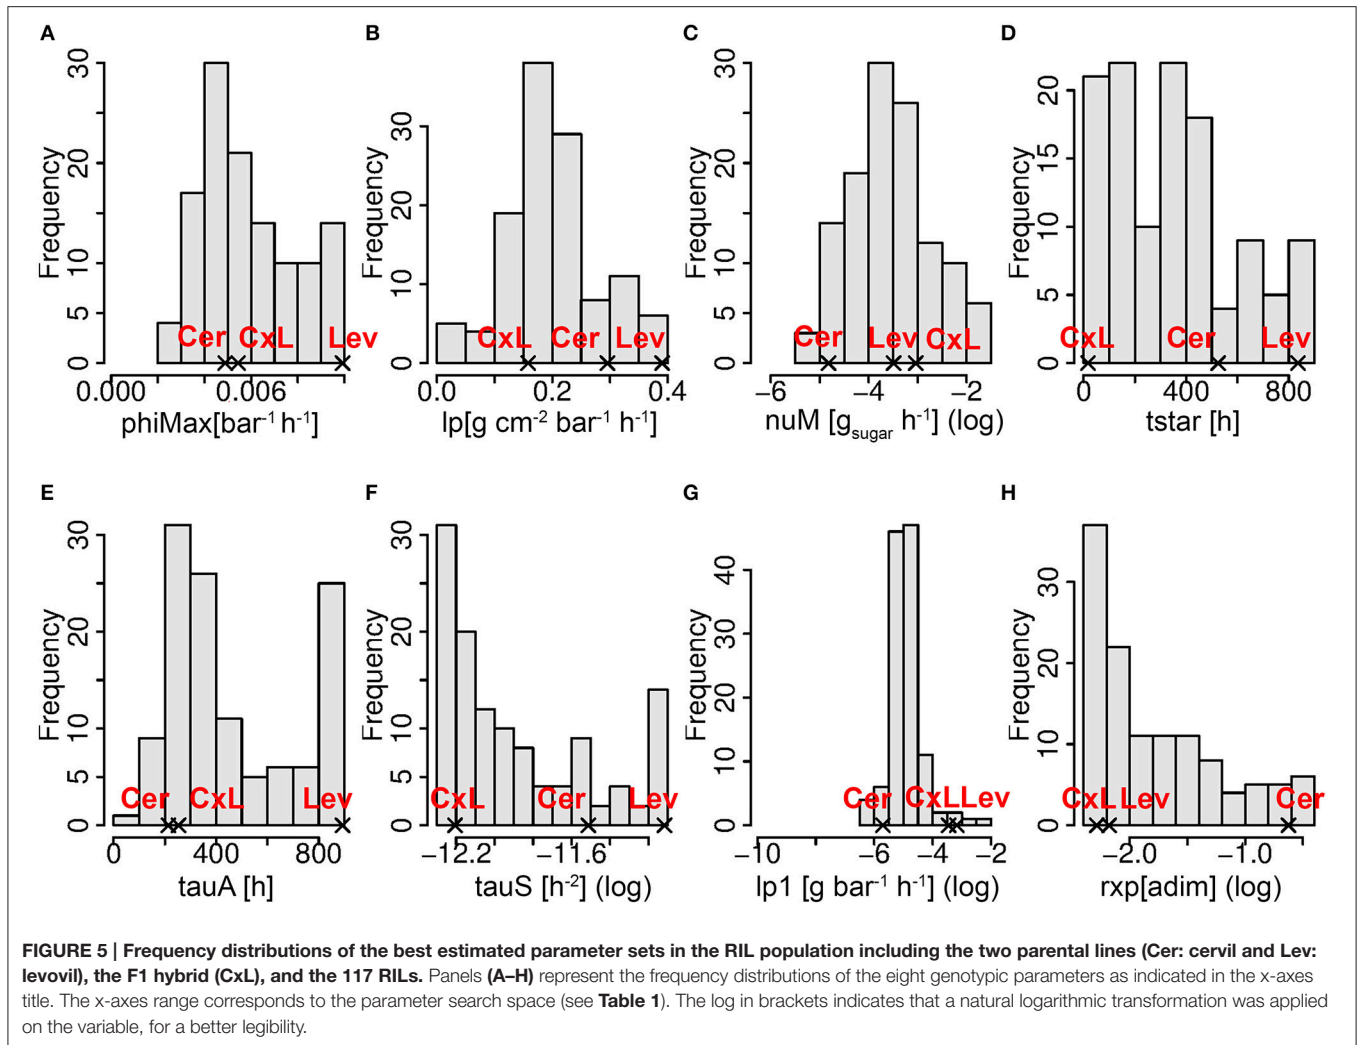 A
B
C
D
Frequency
0 5 10 20 30
Cer CxL Lev
0.000 0.006
phiMax[bar⁻¹ h⁻¹]
Frequency
0 10 20 30
CxL Cer Lev
0.0 0.2 0.4
lp[g cm⁻² bar⁻¹ h⁻¹]
Frequency
0 5 10 20 30
Cer Lev CxL
−6 −4 −2
nuM [gsugar h⁻¹] (log)
Frequency
0 5 10 15 20
CxL Cer Lev
0 400 800
tstar [h]
E
F
G
H
Frequency
0 5 10 20 30
Cer CxL Lev
0 400 800
tauA [h]
Frequency
0 5 10 20 30
CxL Cer Lev
−12.2 −11.6
tauS [h⁻²] (log)
Frequency
0 10 20 30 40
Cer CxL Lev
−10 −6 −4 −2
lp1 [g bar⁻¹ h⁻¹] (log)
Frequency
0 5 10 20 30
CxL Lev Cer
−2.0 −1.0
rxp[adim] (log)
FIGURE 5 | Frequency distributions of the best estimated parameter sets in the RIL population including the two parental lines (Cer: cervil and Lev:
levovil), the F1 hybrid (CxL), and the 117 RILs. Panels (A–H) represent the frequency distributions of the eight genotypic parameters as indicated in the x-axes
title. The x-axes range corresponds to the parameter search space (see Table 1). The log in brackets indicates that a natural logarithmic transformation was applied
on the variable, for a better legibility.